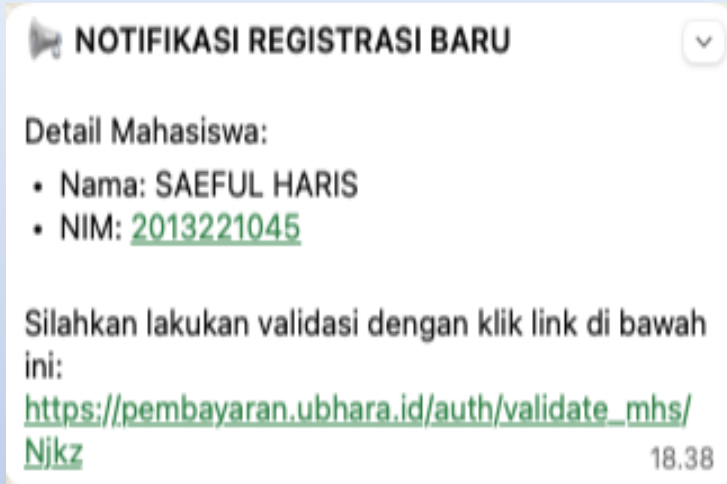 📢 NOTIFIKASI REGISTRASI BARU
Detail Mahasiswa:
• Nama: SAEFUL HARIS
• NIM: 2013221045
Silahkan lakukan validasi dengan klik link di bawah
ini:
https://pembayaran.ubhara.id/auth/validate_mhs/
Njkz
18.38